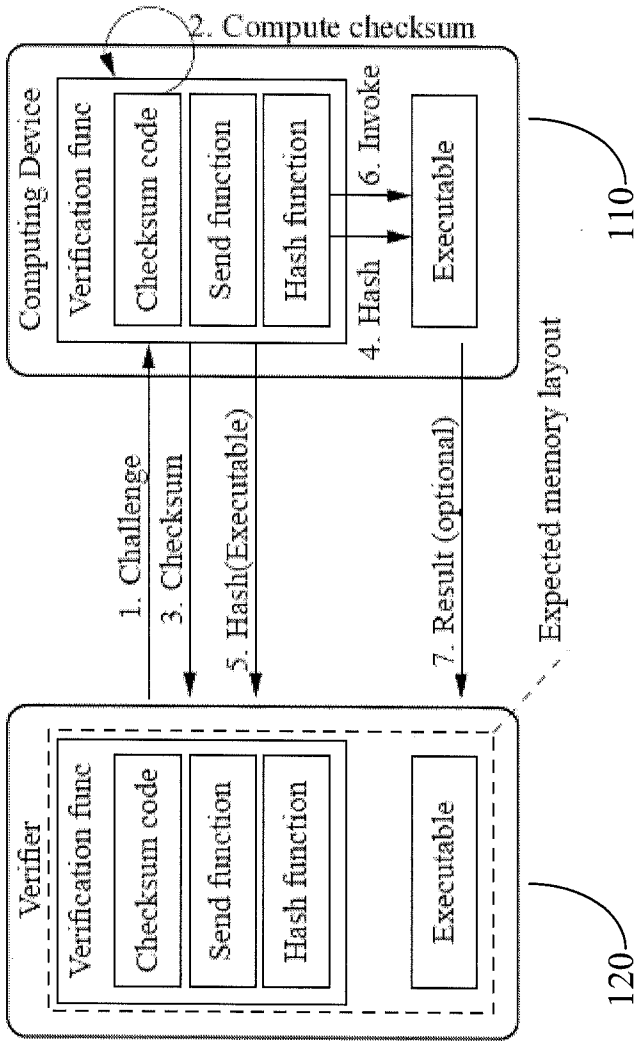 Verifier
Verification func
Checksum code
Send function
Hash function
Executable
120
1. Challenge
3. Checksum
5. Hash(Executable)
7. Result (optional)
Expected memory layout
Computing Device
Verification func
2. Compute checksum
Checksum code
Send function
Hash function
4. Hash
6. Invoke
Executable
110